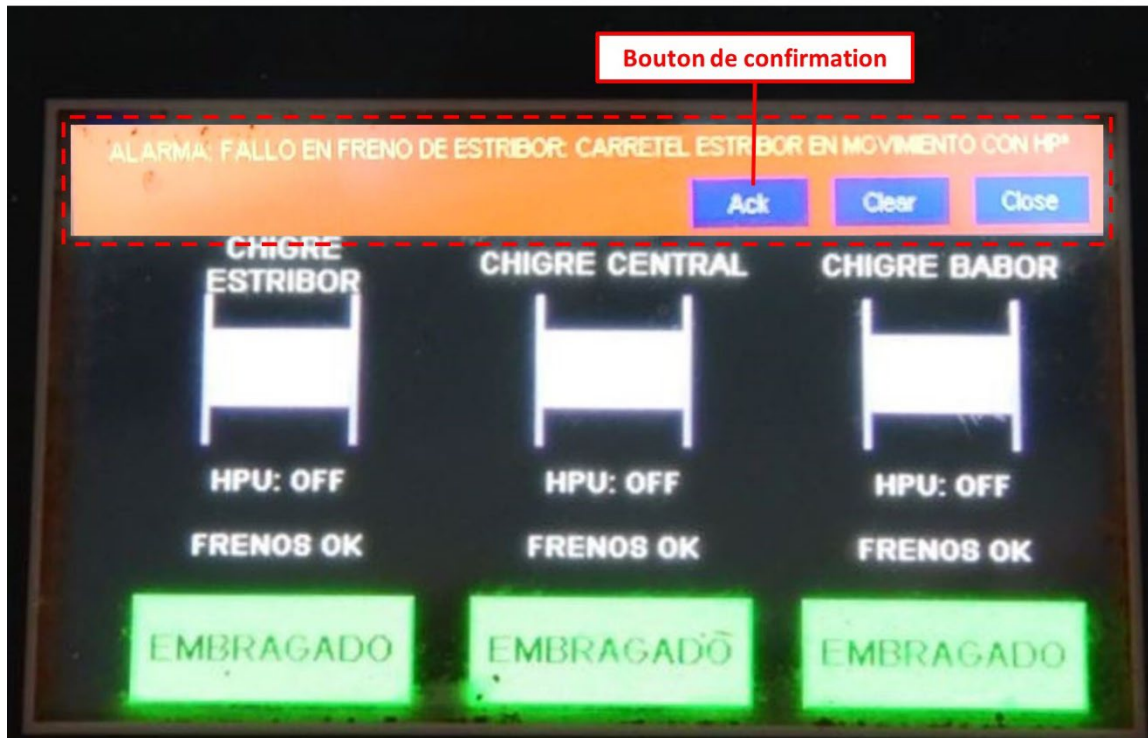 Bouton de confirmation
ALARMA: FALLO EN FRENO DE ESTRIBOR: CARRETEL ESTRIBOR EN MOVIMIENTO CON HPª
Ack Clear Close
CHIGRE ESTRIBOR
CHIGRE CENTRAL
CHIGRE BABOR
HPU: OFF HPU: OFF HPU: OFF
FRENOS OK FRENOS OK FRENOS OK
EMBRAGADO EMBRAGADO EMBRAGADO